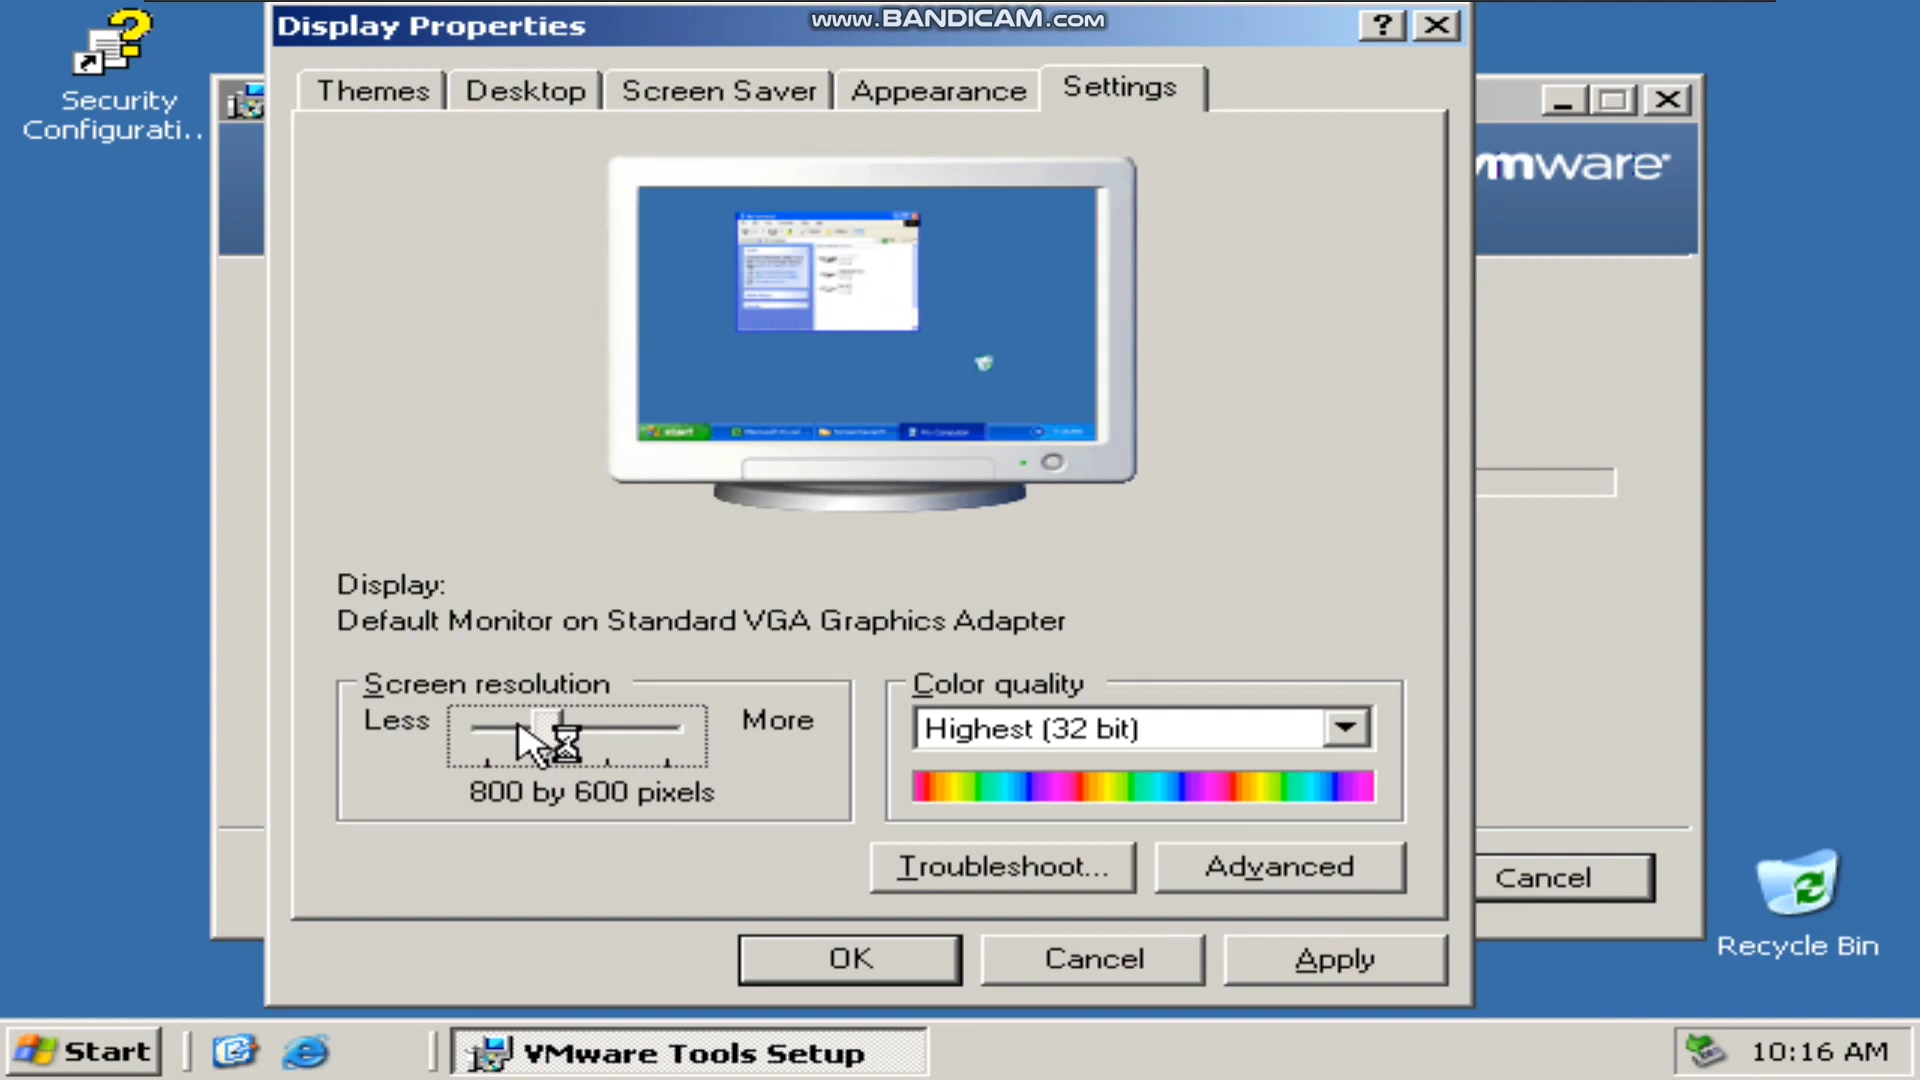 www.BANDICAM.com
Display Properties
Themes
Desktop
Screen Saver
Appearance
Settings
Security
Configurati...
vmware
start
Display:
Default Monitor on Standard VGA Graphics Adapter
Screen resolution
Less
More
800 by 600 pixels
Color quality
Highest (32 bit)
Troubleshoot...
Advanced
OK
Cancel
Apply
Cancel
Recycle Bin
Start
VMware Tools Setup
10:16 AM